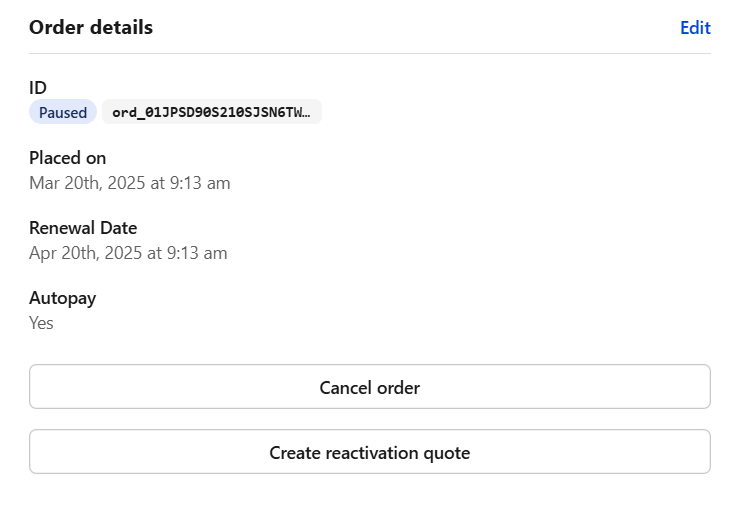 Order details
Edit
ID
Paused ord_01JPSD90S210SJSN6TW…
Placed on
Mar 20th, 2025 at 9:13 am
Renewal Date
Apr 20th, 2025 at 9:13 am
Autopay
Yes
Cancel order
Create reactivation quote